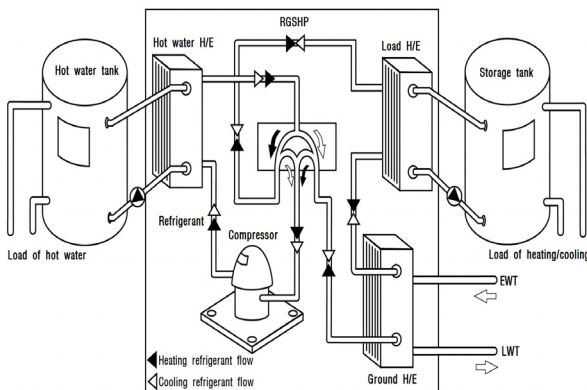 RGSHP
Hot water H/E
Load H/E
Hot water tank
Storage tank
Refrigerant
Compressor
Load of hot water
Load of heating/cooling
EWT
LWT
Heating refrigerant flow
Cooling refrigerant flow
Ground H/E